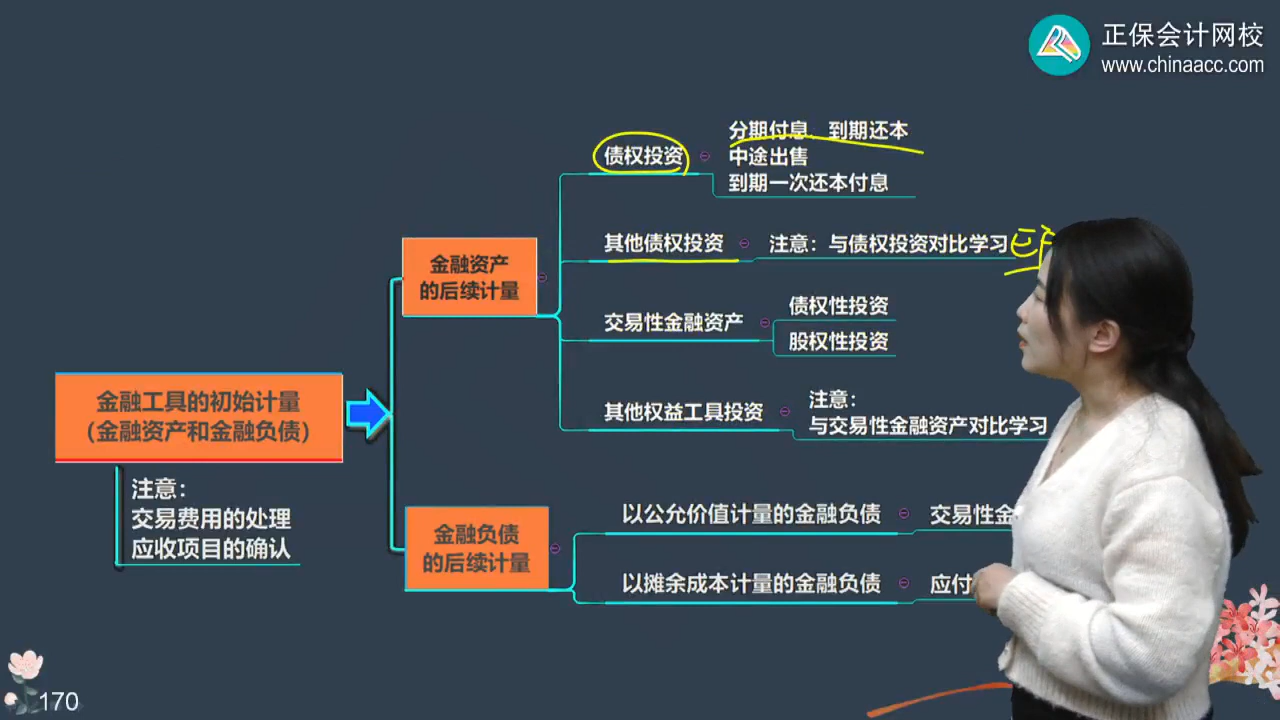 正保会计网校
www.chinaacc.com
分期付息、到期还本
债权投资
中途出售
到期一次还本付息
其他债权投资
注意：与债权投资对比学习
金融资产
的后续计量
债权性投资
交易性金融资产
股权性投资
金融工具的初始计量
（金融资产和金融负债）
其他权益工具投资
注意：
与交易性金融资产对比学习
注意：
交易费用的处理
应收项目的确认
金融负债
的后续计量
以公允价值计量的金融负债
交易性金
以摊余成本计量的金融负债
应付
170